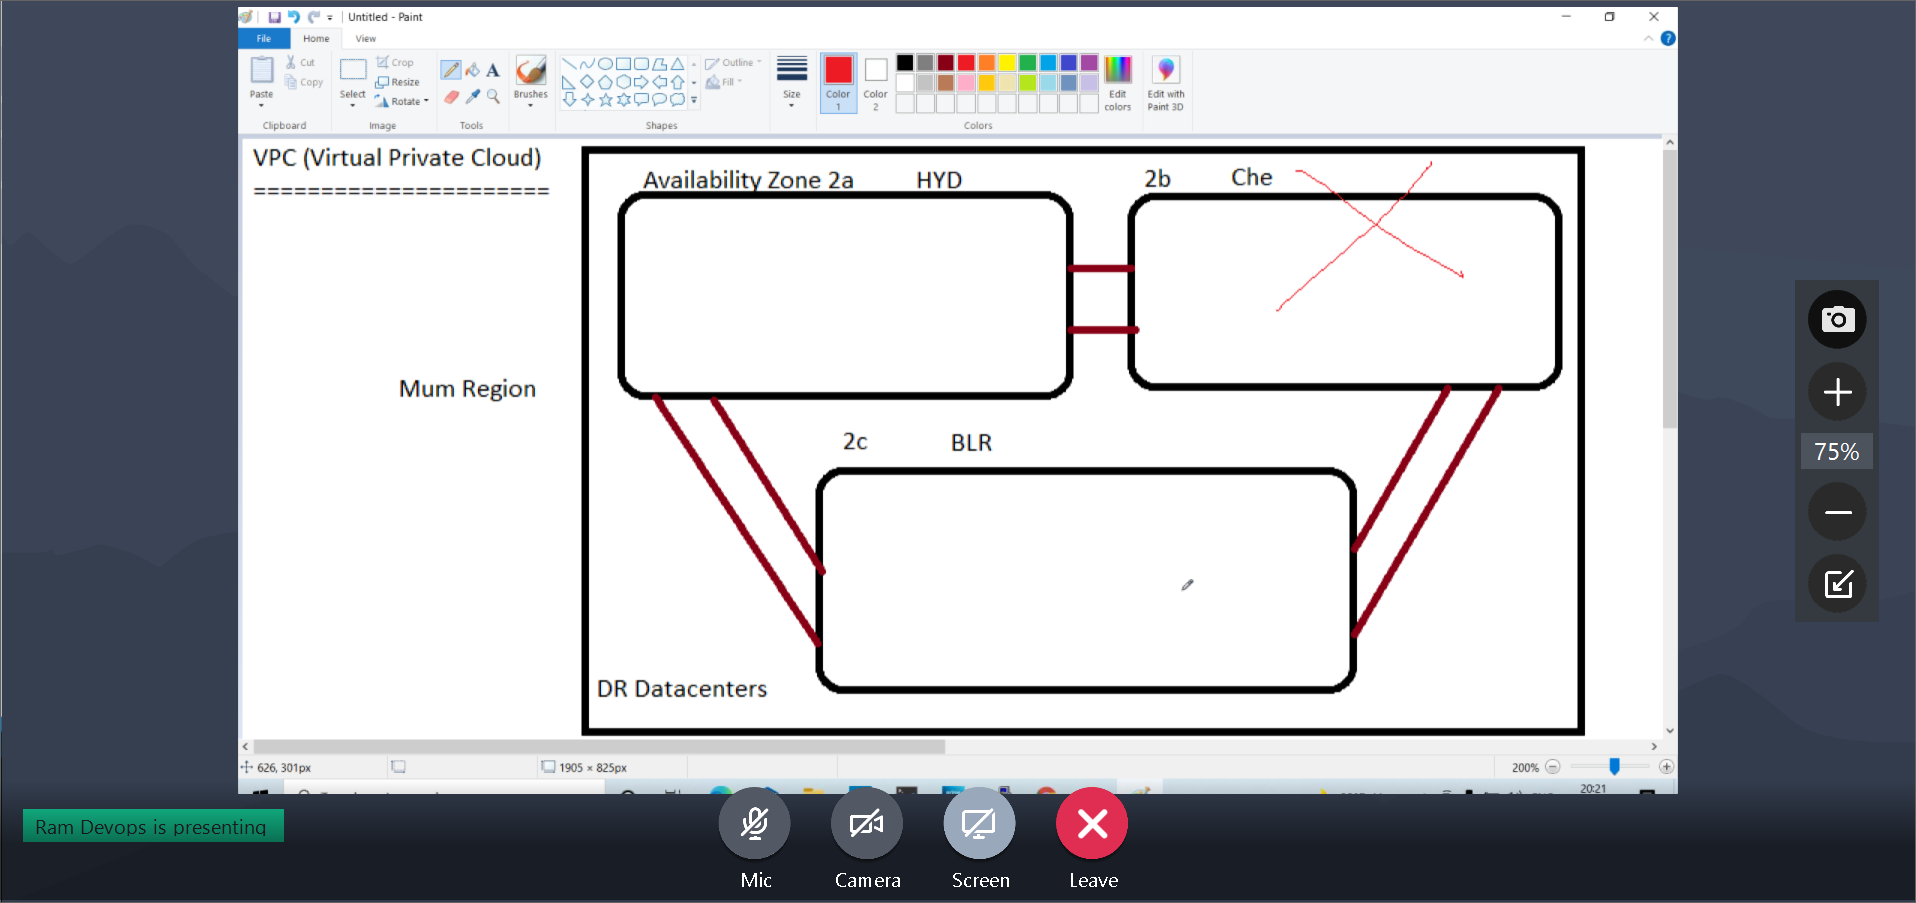 Untitled - Paint
File Home View
Paste
Cut
Copy
Clipboard
Select
Crop
Resize
Rotate
Image
A
Tools
Brushes
Outline
Fill
Shapes
Size
Color 1
Color 2
Edit colors
Edit with Paint 3D
Colors
VPC (Virtual Private Cloud)
======================
Availability Zone 2a HYD
2b Che
Mum Region
2c BLR
DR Datacenters
75%
626, 301px
1905 × 825px
200%
20:21
Ram Devops is presenting
Mic
Camera
Screen
Leave